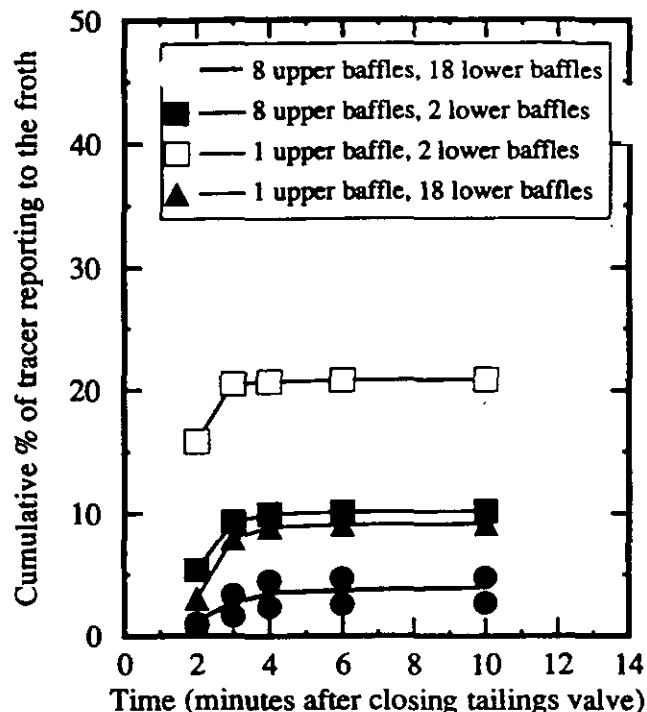 Cumulative % of tracer reporting to the froth
50
40
30
20
10
0
8 upper baffles, 18 lower baffles
8 upper baffles, 2 lower baffles
1 upper baffle, 2 lower baffles
1 upper baffle, 18 lower baffles
0 2 4 6 8 10 12 14
Time (minutes after closing tailings valve)